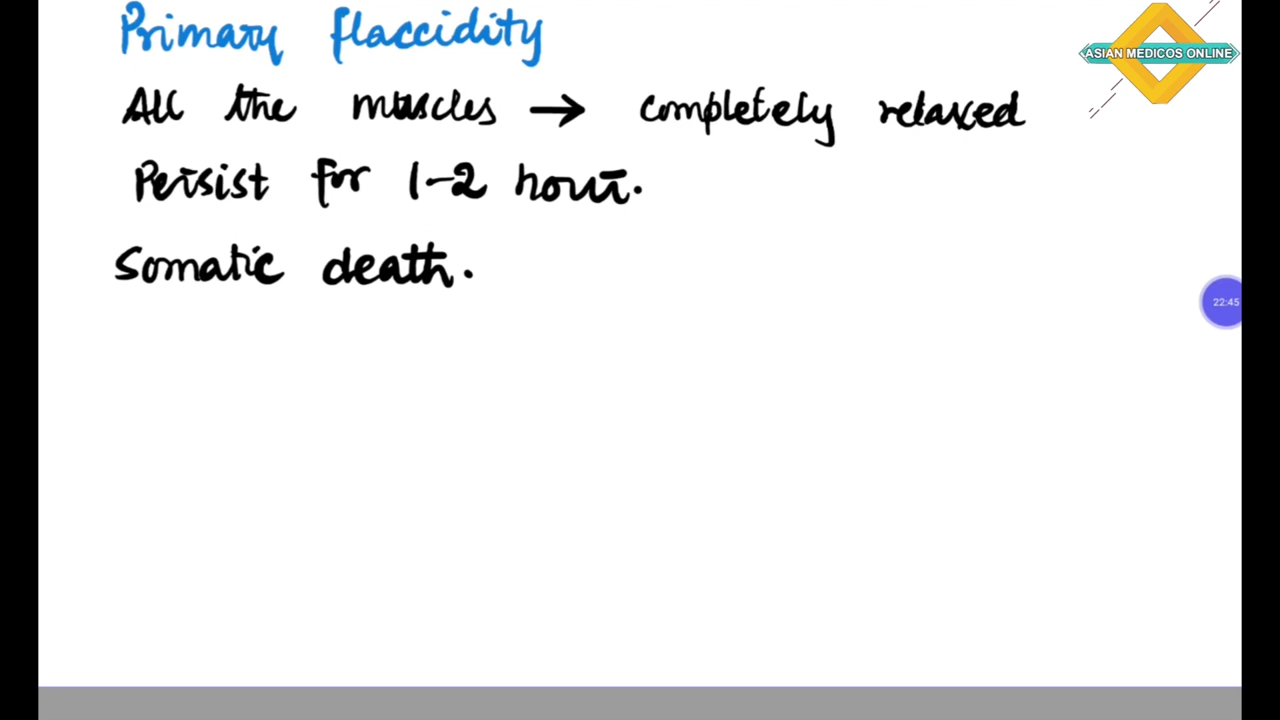 Primary flaccidity
ASIAN MEDICOS ONLINE
All the muscles → completely relaxed
Persist for 1-2 hour.
Somatic death.
22:45